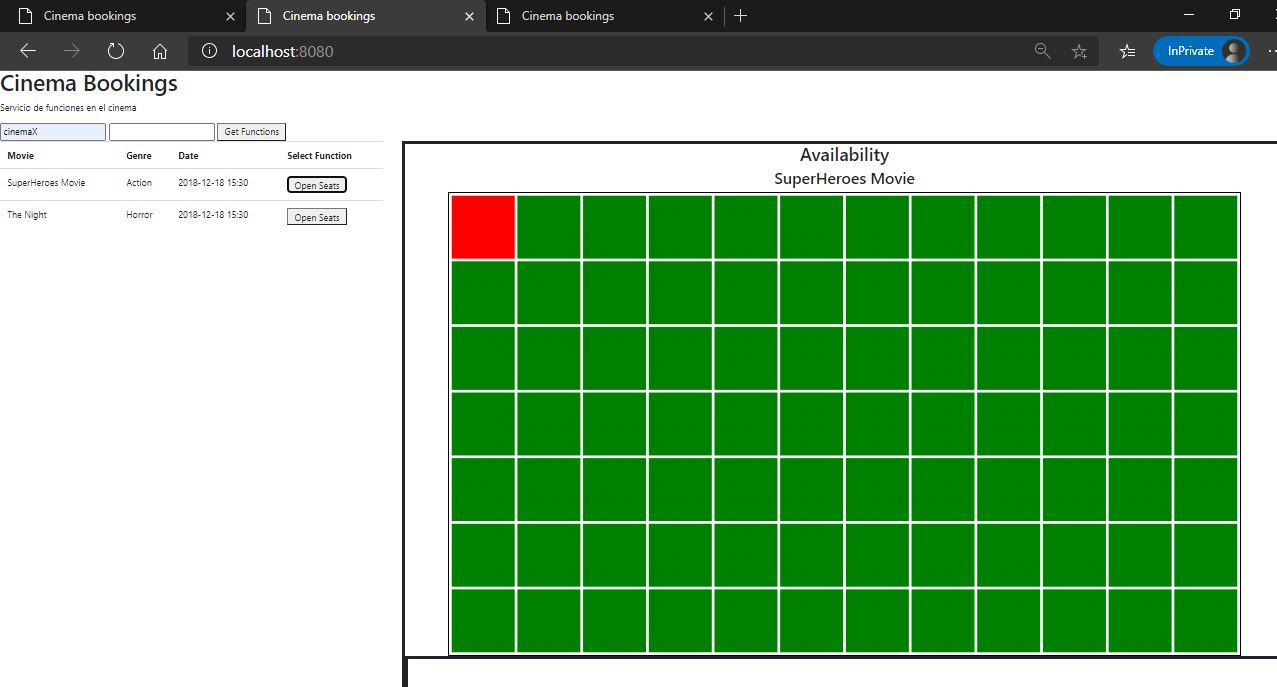 Cinema bookings
Cinema bookings
Cinema bookings
localhost:8080
InPrivate
Cinema Bookings
Servicio de funciones en el cinema
cinemaX
Get Functions
Movie Genre Date Select Function
SuperHeroes Movie Action 2018-12-18 15:30 Open Seats
The Night Horror 2018-12-18 15:30 Open Seats
Availability
SuperHeroes Movie